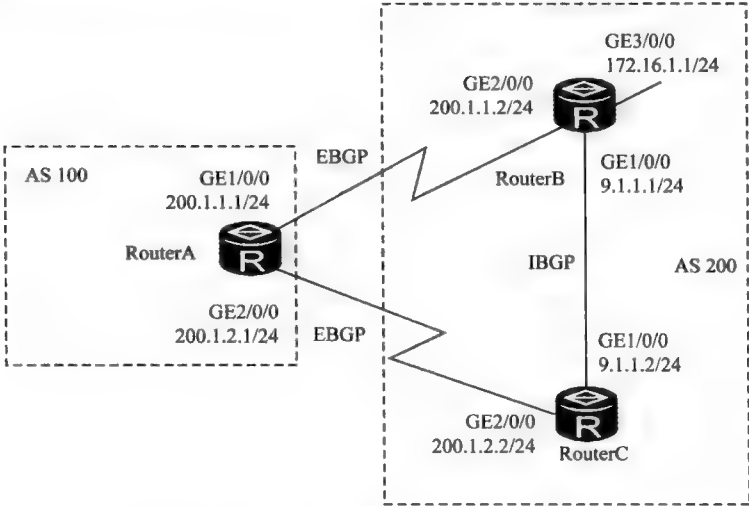 GE3/0/0
172.16.1.1/24
GE2/0/0
200.1.1.2/24
R
RouterB
GE1/0/0
9.1.1.1/24
EBGP
AS 100
GE1/0/0
200.1.1.1/24
RouterA
R
GE2/0/0
200.1.2.1/24
EBGP
IBGP
AS 200
GE1/0/0
9.1.1.2/24
GE2/0/0
200.1.2.2/24
R
RouterC